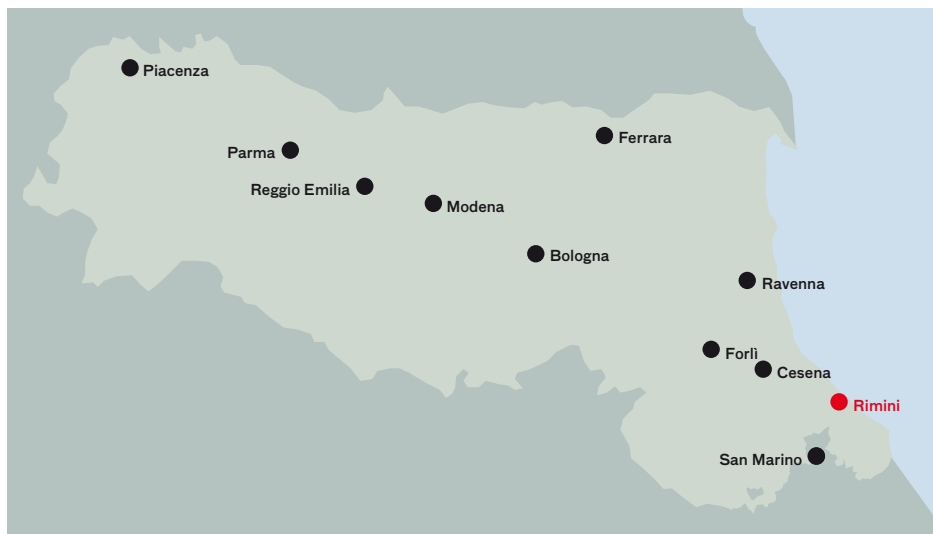 Piacenza
Ferrara
Parma
Reggio Emilia
Modena
Bologna
Ravenna
Forlì
Cesena
Rimini
San Marino